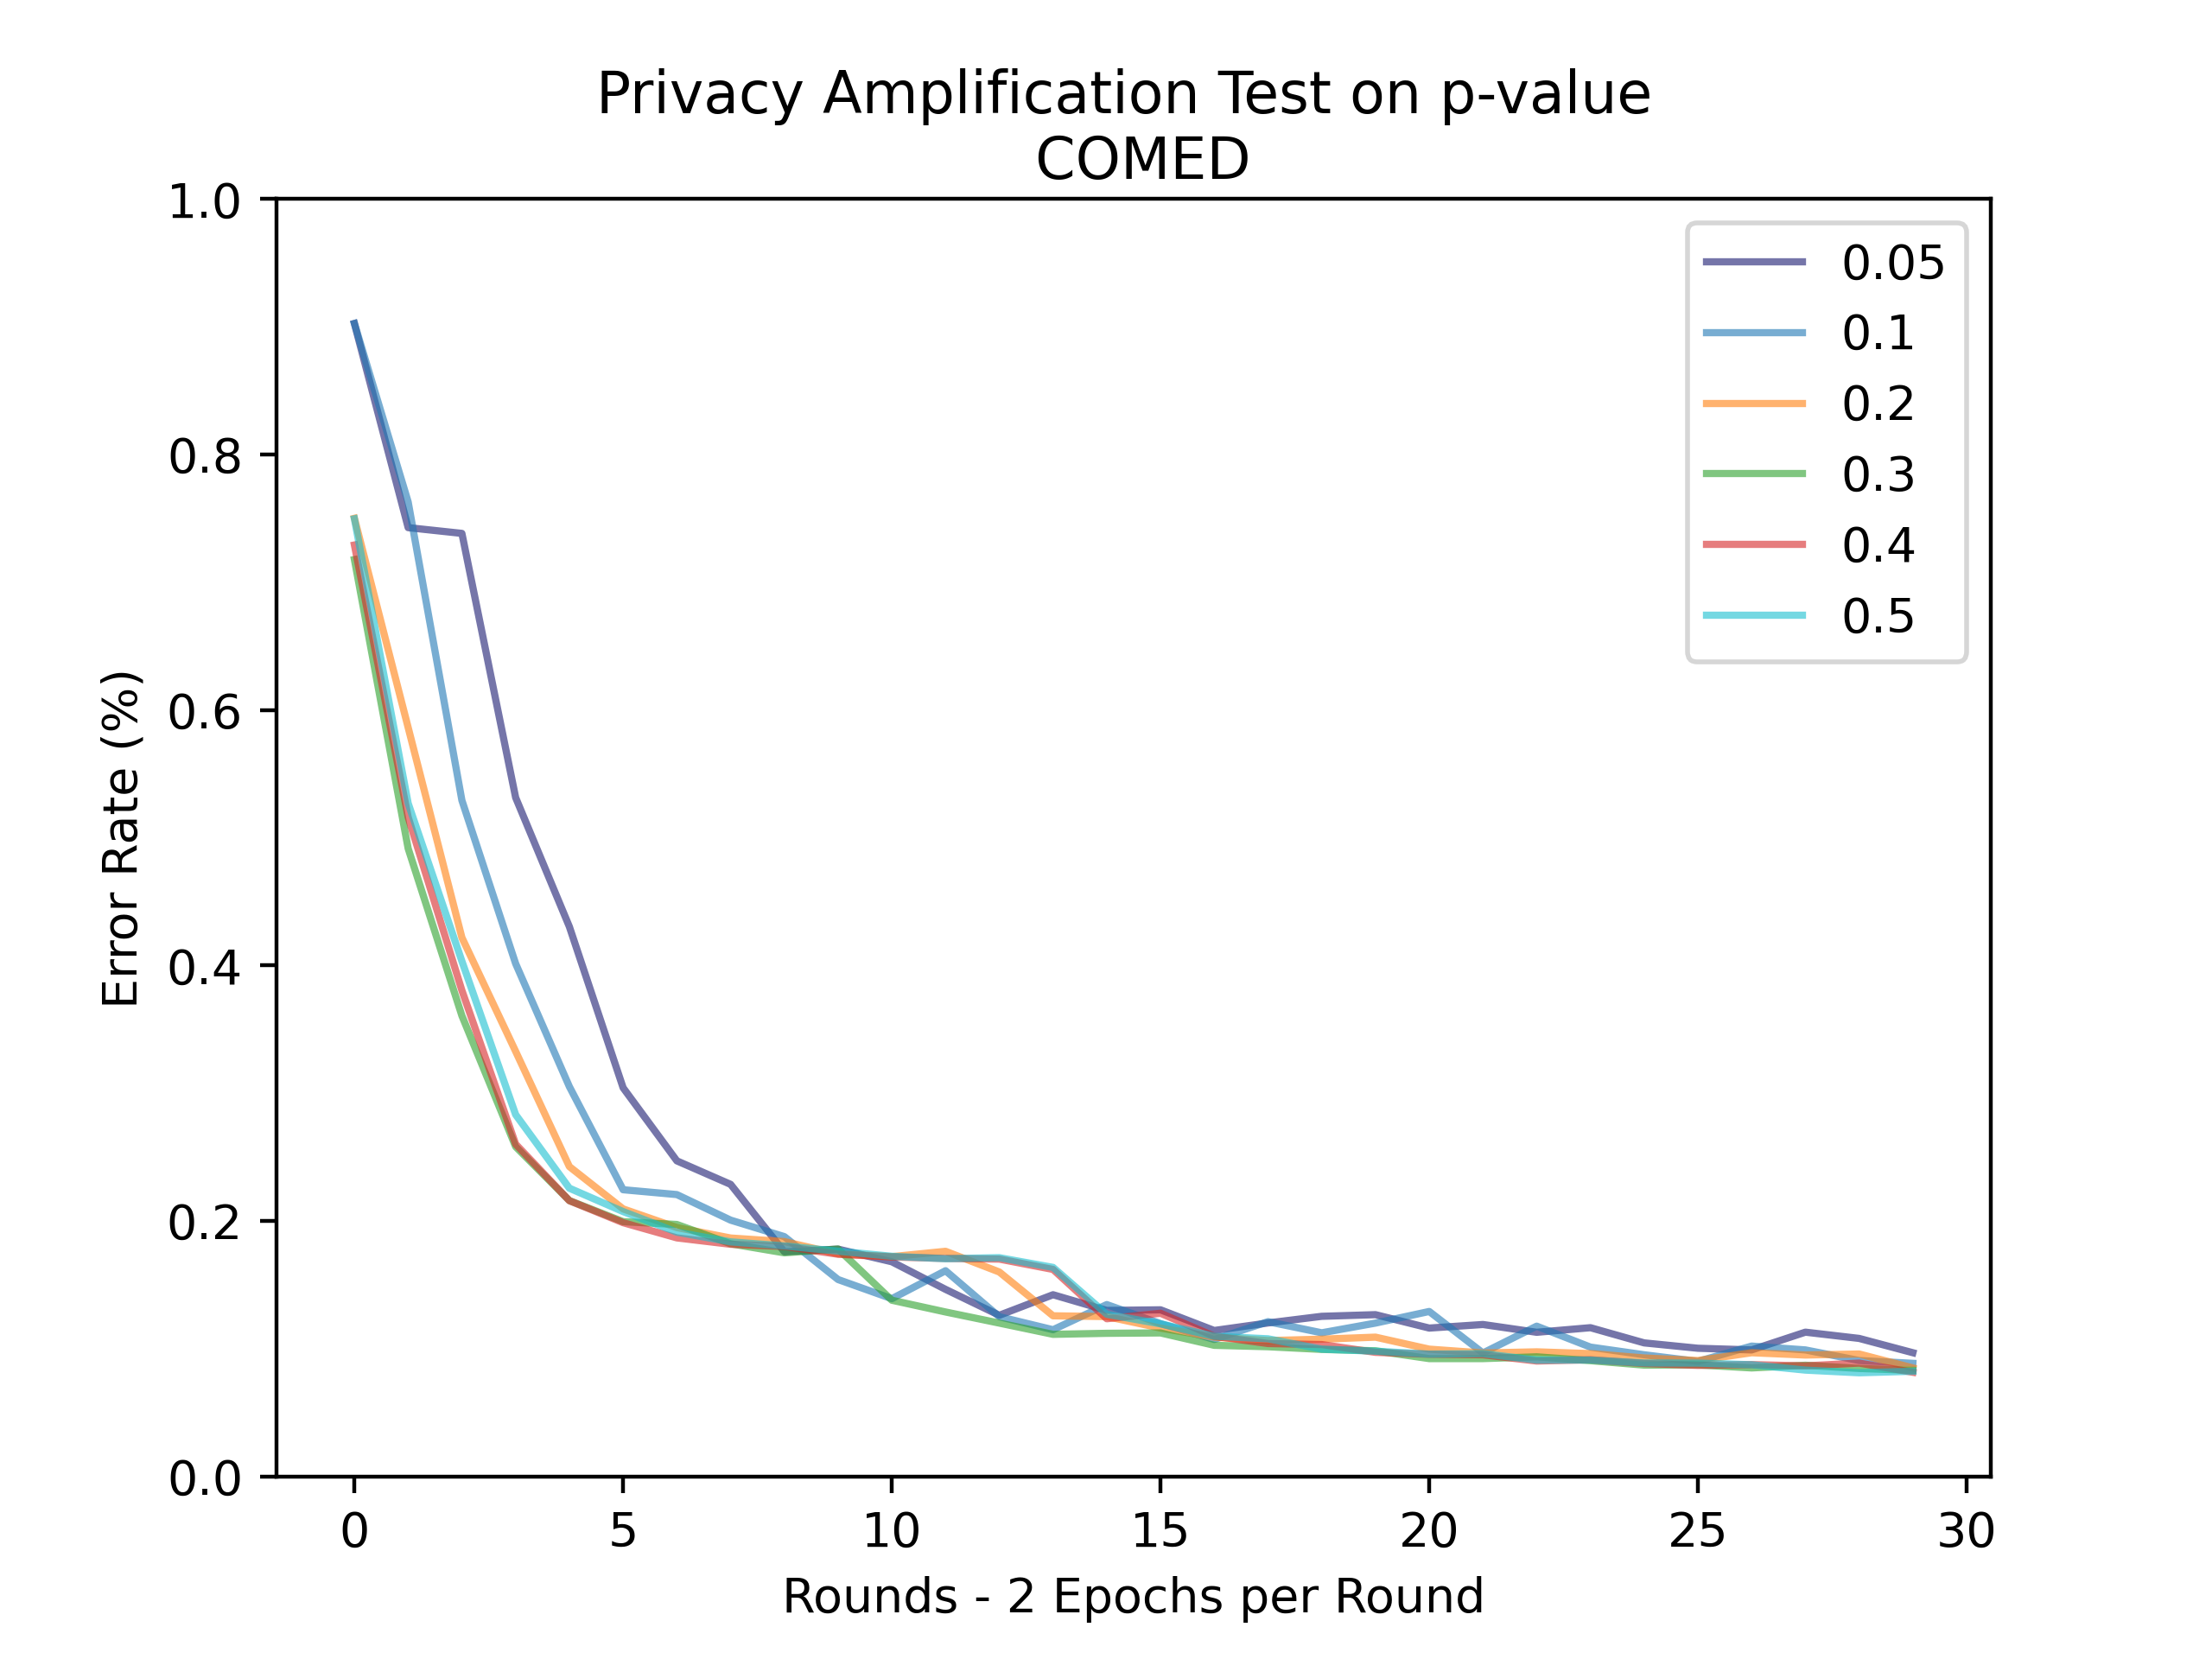 Privacy Amplification Test on p-value
COMED
1.0
0.8
0.6
0.4
0.2
0.0
Error Rate (%)
0.05
0.1
0.2
0.3
0.4
0.5
0 5 10 15 20 25 30
Rounds - 2 Epochs per Round